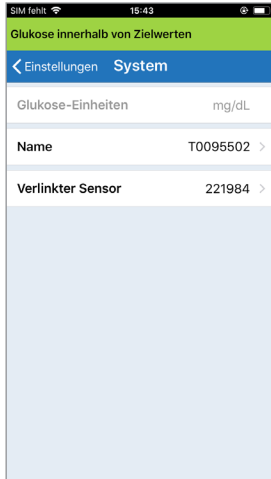 SIM fehlt 15:43
Glukose innerhalb von Zielwerten
Einstellungen System
Glukose-Einheiten mg/dL
Name T0095502
Verlinkter Sensor 221984